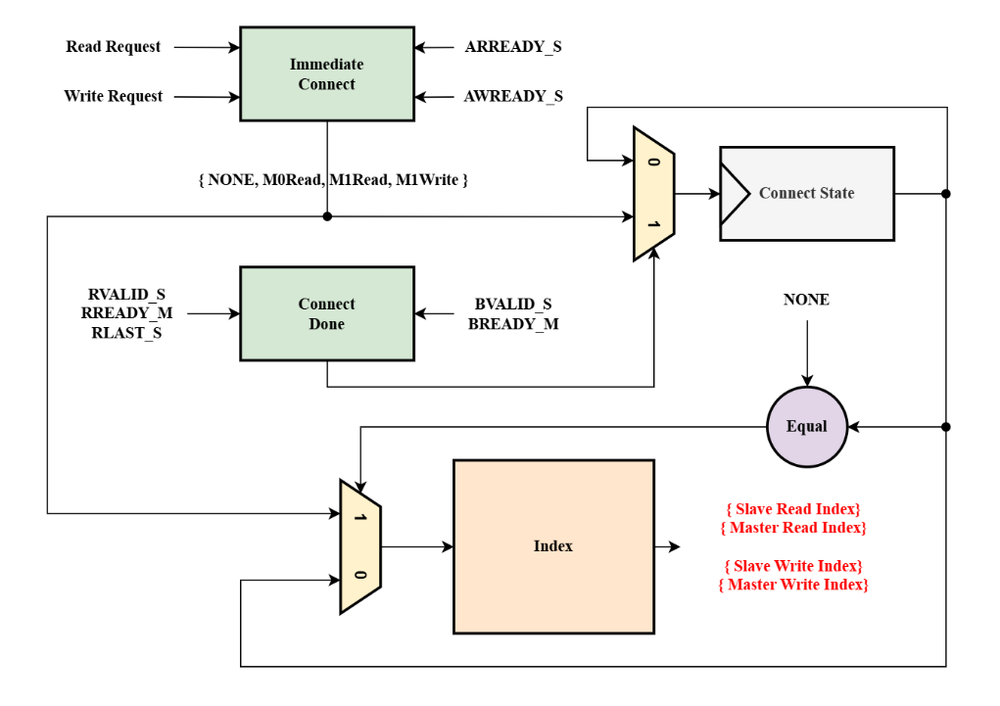 Read Request
ARREADY_S
Immediate
Connect
Write Request
AWREADY_S
{ NONE, M0Read, M1Read, M1Write }
0
1
Connect State
RVALID_S
RREADY_M
RLAST_S
Connect
Done
BVALID_S
BREADY_M
NONE
Equal
1
0
Index
{ Slave Read Index}
{ Master Read Index}
{ Slave Write Index}
{ Master Write Index}